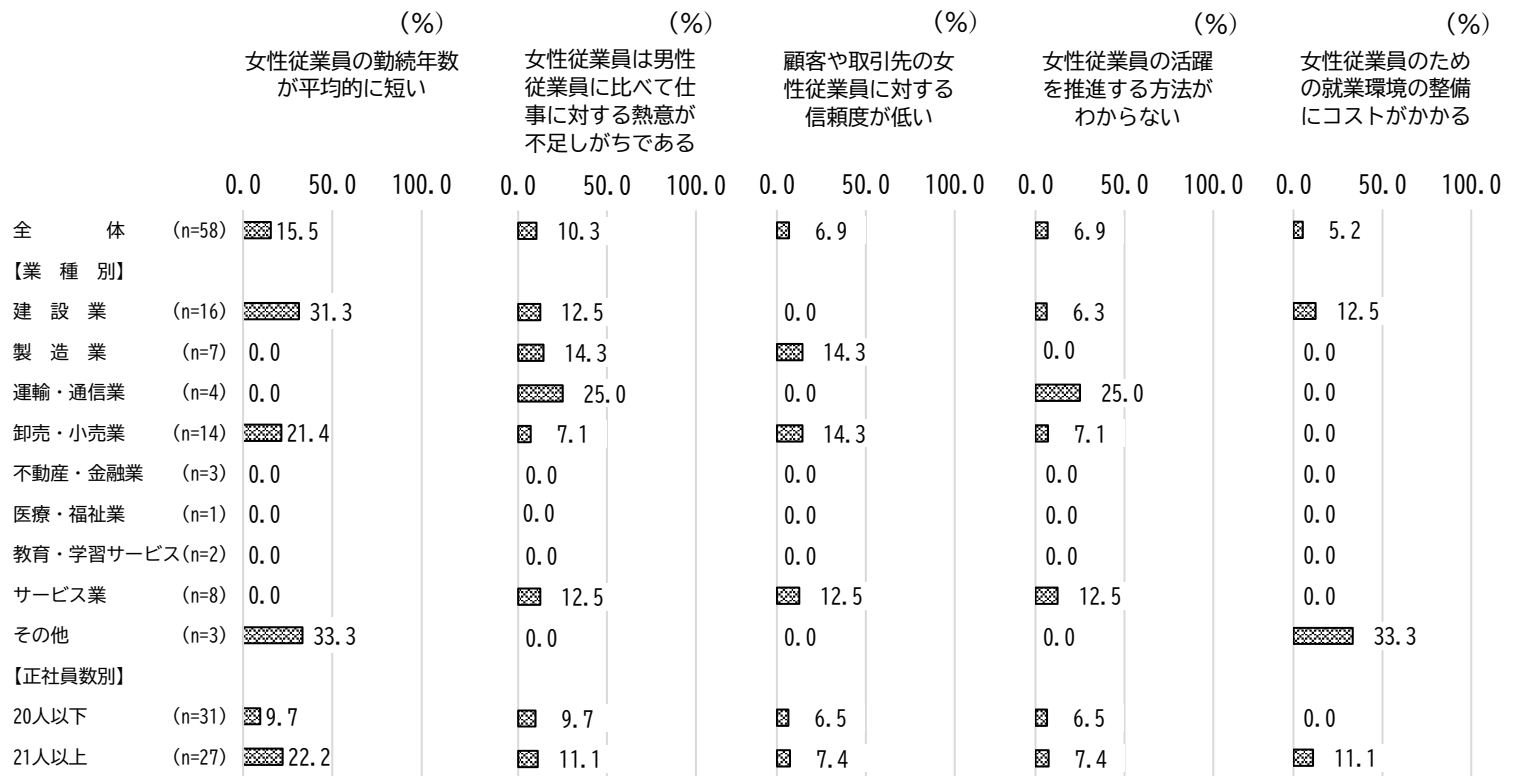 (%) (%) (%) (%) (%)
女性従業員の勤続年数
が平均的に短い
女性従業員は男性
従業員に比べて仕
事に対する熱意が
不足しがちである
顧客や取引先の女
性従業員に対する
信頼度が低い
女性従業員の活躍
を推進する方法が
わからない
女性従業員のため
の就業環境の整備
にコストがかかる
0.0 50.0 100.0 0.0 50.0 100.0 0.0 50.0 100.0 0.0 50.0 100.0 0.0 50.0 100.0
全 体 (n=58) 15.5 10.3 6.9 6.9 5.2
【業 種 別】
建 設 業 (n=16) 31.3 12.5 0.0 6.3 12.5
製 造 業 (n=7) 0.0 14.3 14.3 0.0 0.0
運輸・通信業 (n=4) 0.0 25.0 0.0 25.0 0.0
卸売・小売業 (n=14) 21.4 7.1 14.3 7.1 0.0
不動産・金融業 (n=3) 0.0 0.0 0.0 0.0 0.0
医療・福祉業 (n=1) 0.0 0.0 0.0 0.0 0.0
教育・学習サービス(n=2) 0.0 0.0 0.0 0.0 0.0
サービス業 (n=8) 0.0 12.5 12.5 12.5 0.0
その他 (n=3) 33.3 0.0 0.0 0.0 33.3
【正社員数別】
20人以下 (n=31) 9.7 9.7 6.5 6.5 0.0
21人以上 (n=27) 22.2 11.1 7.4 7.4 11.1